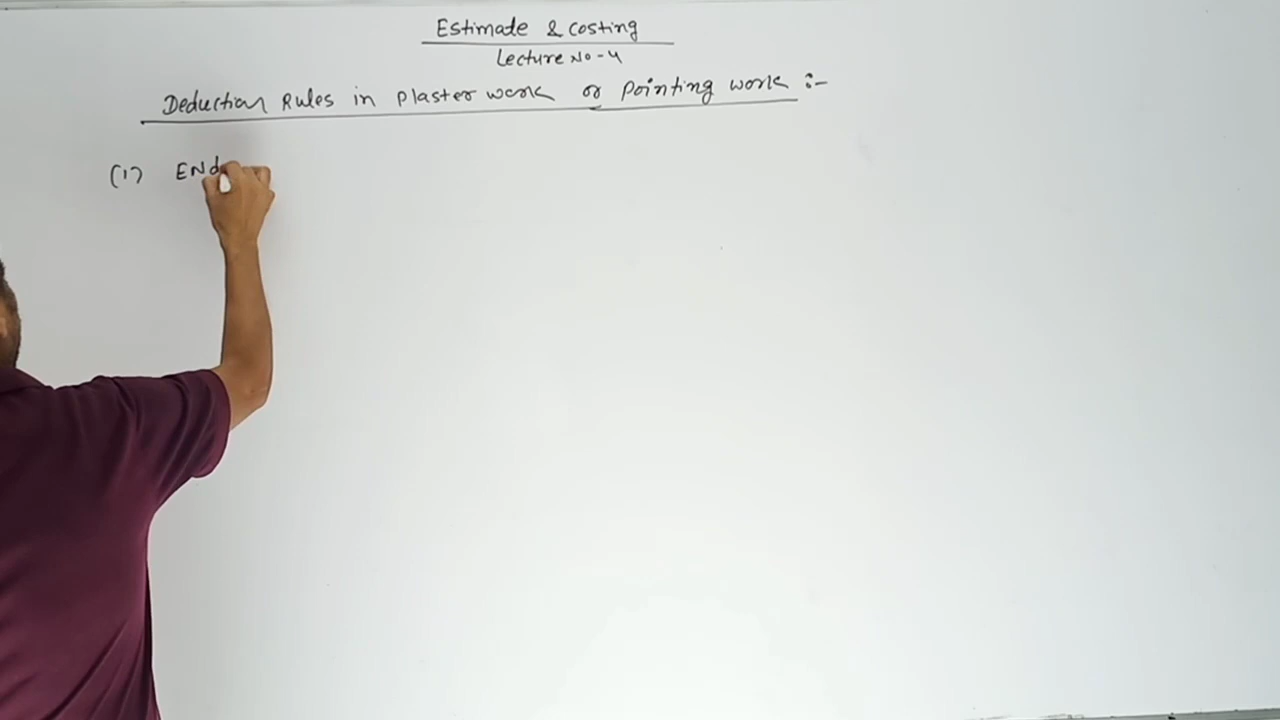 Estimate & costing
Lecture No-4
Deduction Rules in plaster work or pointing work :-
(1) END